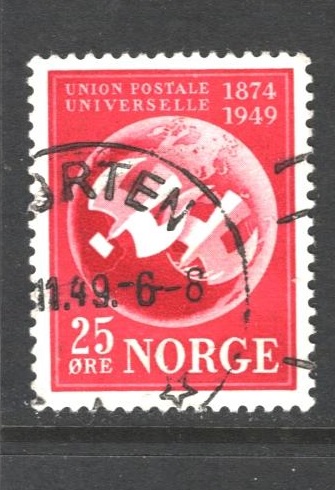 UNION POSTALE 1874
UNIVERSELLE 1949
ORTEN
11.49.-6-8
25
ØRE NORGE